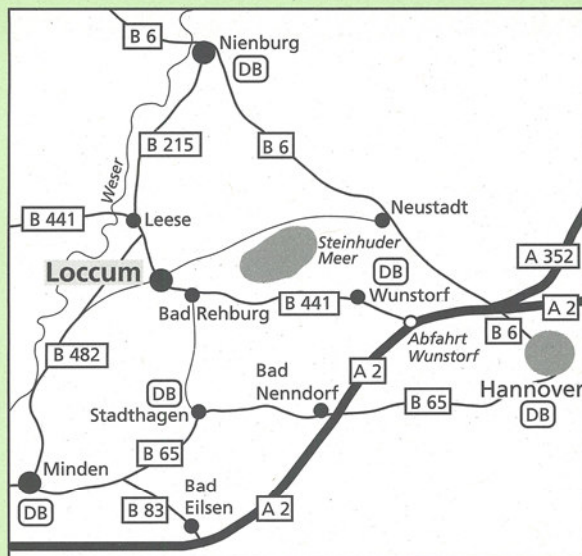 B 6
Nienburg
DB
B 215
B 6
Weser
B 441
Leese
Neustadt
Steinhuder
Meer
A 352
Loccum
DB
Wunstorf
A 2
Bad Rehburg
B 441
B 6
Abfahrt
Wunstorf
B 482
A 2
Bad
Nenndorf
Hannover
DB
Stadthagen
B 65
DB
B 65
Minden
Bad
Eilsen
DB
B 83
A 2